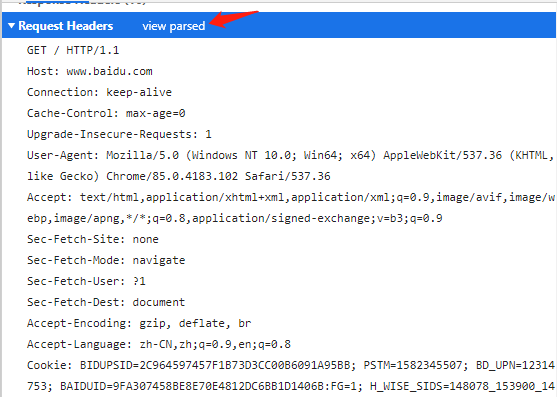 Request Headers view parsed
GET / HTTP/1.1
Host: www.baidu.com
Connection: keep-alive
Cache-Control: max-age=0
Upgrade-Insecure-Requests: 1
User-Agent: Mozilla/5.0 (Windows NT 10.0; Win64; x64) AppleWebKit/537.36 (KHTML,
like Gecko) Chrome/85.0.4183.102 Safari/537.36
Accept: text/html,application/xhtml+xml,application/xml;q=0.9,image/avif,image/w
ebp,image/apng,*/*;q=0.8,application/signed-exchange;v=b3;q=0.9
Sec-Fetch-Site: none
Sec-Fetch-Mode: navigate
Sec-Fetch-User: ?1
Sec-Fetch-Dest: document
Accept-Encoding: gzip, deflate, br
Accept-Language: zh-CN,zh;q=0.9,en;q=0.8
Cookie: BIDUPSID=2C964597457F1B73D3CC00B6091A95BB; PSTM=1582345507; BD_UPN=12314
753; BAIDUID=9FA307458BE8E70E4812DC6BB1D1406B:FG=1; H_WISE_SIDS=148078_153900_14